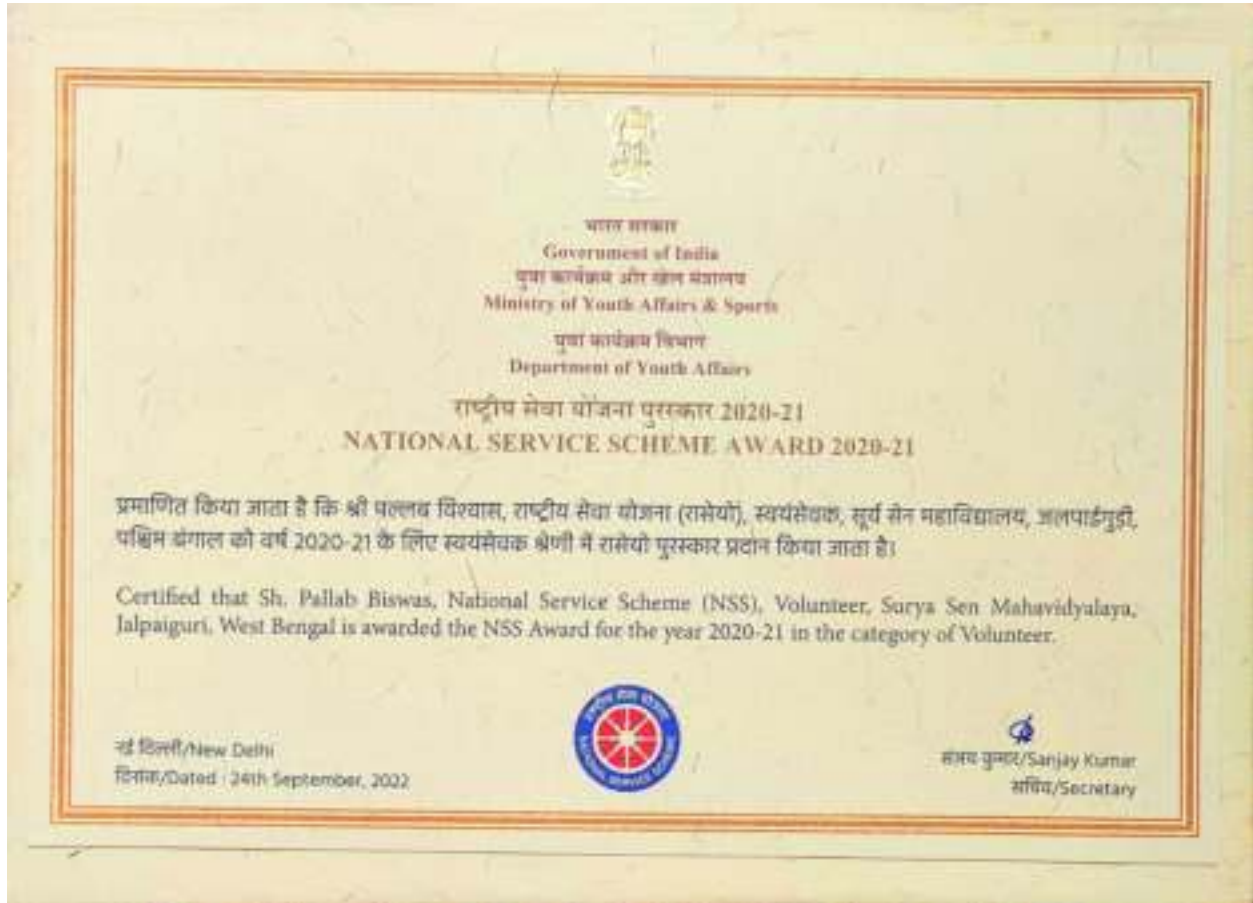 भारत सरकार
Government of India
युवा कार्यक्रम और खेल मंत्रालय
Ministry of Youth Affairs & Sports
युवा कार्यक्रम विभाग
Department of Youth Affairs
राष्ट्रीय सेवा योजना पुरस्कार 2020-21
NATIONAL SERVICE SCHEME AWARD 2020-21
प्रमाणित किया जाता है कि श्री पल्लब विश्वास, राष्ट्रीय सेवा योजना (रासेयो), स्वयंसेवक, सूर्य सेन महाविद्यालय, जलपाईगुड़ी,
पश्चिम बंगाल को वर्ष 2020-21 के लिए स्वयंसेवक श्रेणी में रासेयो पुरस्कार प्रदान किया जाता है।
Certified that Sh. Pallab Biswas, National Service Scheme (NSS), Volunteer, Surya Sen Mahavidyalaya,
Jalpaiguri, West Bengal is awarded the NSS Award for the year 2020-21 in the category of Volunteer.
राष्ट्रीय सेवा योजना
NATIONAL SERVICE SCHEME
नई दिल्ली/New Delhi
दिनांक/Dated : 24th September, 2022
संजय कुमार/Sanjay Kumar
सचिव/Secretary